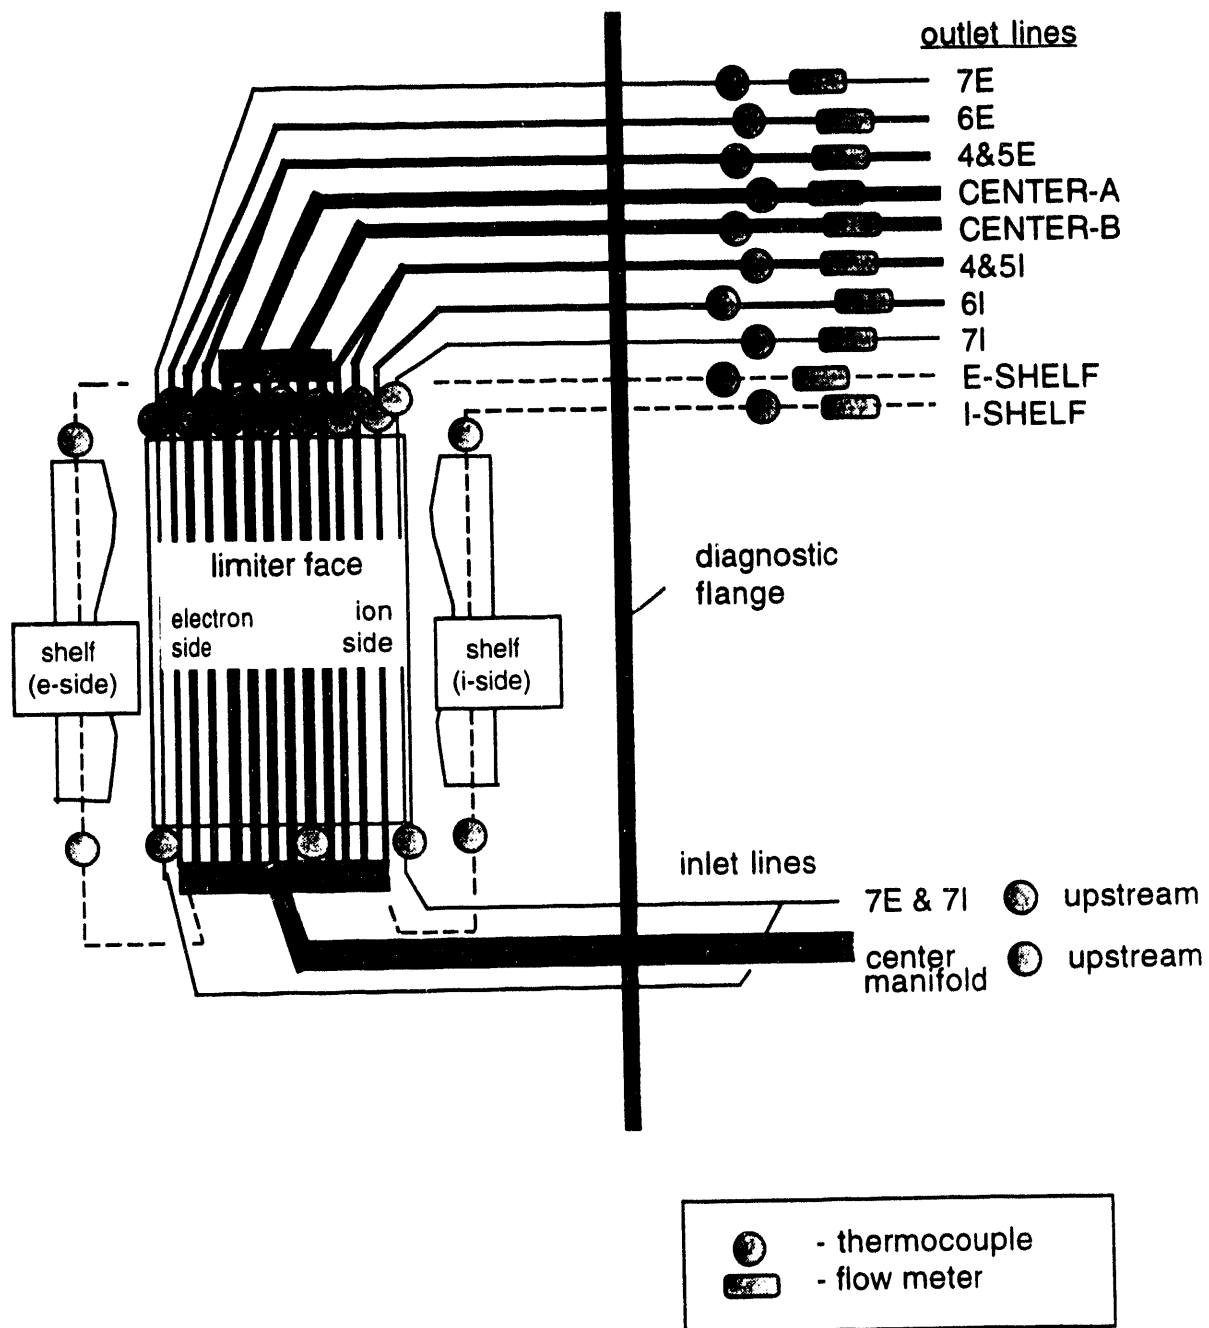 outlet lines
7E
6E
4&5E
CENTER-A
CENTER-B
4&5I
6I
7I
E-SHELF
I-SHELF
limiter face
electron
side
ion
side
shelf
(e-side)
shelf
(i-side)
diagnostic
flange
inlet lines
7E & 7I
upstream
center
manifold
upstream
- thermocouple
- flow meter